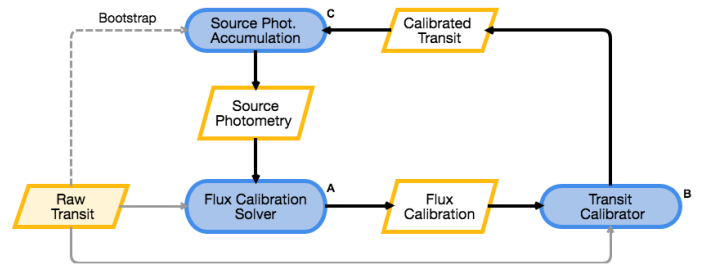 Bootstrap
Source Phot.
Accumulation
C
Calibrated
Transit
Source
Photometry
Raw
Transit
Flux Calibration
Solver
A
Flux
Calibration
Transit
Calibrator
B